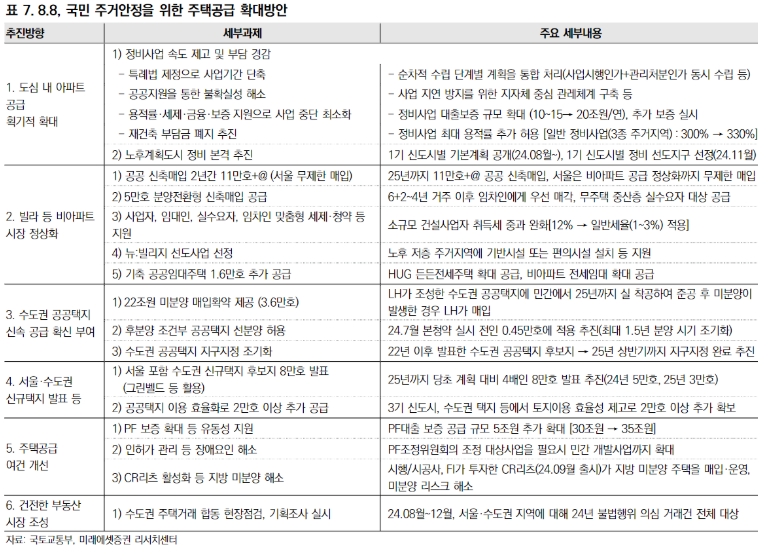 표 7. 8.8, 국민 주거안정을 위한 주택공급 확대방안
추진방향 세부과제 주요 세부내용
1. 도심 내 아파트
공급
획기적 확대
1) 정비사업 속도 제고 및 부담 경감
– 특례법 제정으로 사업기간 단축 – 순차적 수립 단계별 계획을 통합 처리(사업시행인가+관리처분인가 동시 수립 등)
– 공공지원을 통한 불확실성 해소 – 사업 지연 방지를 위한 지자체 중심 관례체계 구축 등
– 용적률·세제·금융·보증 지원으로 사업 중단 최소화 – 정비사업 대출보증 규모 확대 (10~15→ 20조원/연), 추가 보증 실시
– 재건축 부담금 폐지 추진 – 정비사업 최대 용적률 추가 허용 [일반 정비사업(3종 주거지역) : 300% → 330%]
2) 노후계획도시 정비 본격 추진 1기 신도시별 기본계획 공개(24.08월~), 1기 신도시별 정비 선도지구 선정(24.11월)
2. 빌라 등 비아파트
시장 정상화
1) 공공 신축매입 2년간 11만호+@ (서울 무제한 매입) 25년까지 11만호+@ 공공 신축매입, 서울은 비아파트 공급 정상화까지 무제한 매입
2) 5만호 분양전환형 신축매입 공급 6+2~4년 거주 이후 임차인에게 우선 매각, 무주택 중산층 실수요자 대상 공급
3) 사업자, 임대인, 실수요자, 임차인 맞춤형 세제·청약 등
지원
소규모 건설사업자 취득세 중과 완화[12% → 일반세율(1~3%) 적용]
4) 뉴:빌리지 선도사업 선정 노후 저층 주거지역에 기반시설 또는 편의시설 설치 등 지원
5) 기축 공공임대주택 1.6만호 추가 공급 HUG 든든전세주택 확대 공급, 비아파트 전세임대 확대 공급
3. 수도권 공공택지
신속 공급 확신 부여
1) 22조원 미분양 매입확약 제공 (3.6만호)
LH가 조성한 수도권 공공택지에 민간에서 25년까지 실 착공하여 준공 후 미분양이
발생한 경우 LH가 매입
2) 후분양 조건부 공공택지 신분양 허용 24.7월 본청약 실시 전인 0.45만호에 적용 추진(최대 1.5년 분양 시기 조기화)
3) 수도권 공공택지 지구지정 조기화 22년 이후 발표한 수도권 공공택지 후보지 → 25년 상반기까지 지구지정 완료 추진
4. 서울·수도권
신규택지 발표 등
1) 서울 포함 수도권 신규택지 후보지 8만호 발표
(그린벨드 등 활용)
25년까지 당초 계획 대비 4배인 8만호 발표 추진(24년 5만호, 25년 3만호)
2) 공공택지 이용 효율화로 2만호 이상 추가 공급 3기 신도시, 수도권 택지 등에서 토지이용 효율성 제고로 2만호 이상 추가 확보
5. 주택공급
여건 개선
1) PF 보증 확대 등 유동성 지원 PF대출 보증 공급 규모 5조원 추가 확대 [30조원 → 35조원]
2) 인허가 관리 등 장애요인 해소 PF조정위원회의 조정 대상사업을 필요시 민간 개발사업까지 확대
3) CR리츠 활성화 등 지방 미분양 해소
시행/시공사, FI가 투자한 CR리츠(24.09월 출시)가 지방 미분양 주택을 매입·운영,
미분양 리스크 해소
6. 건전한 부동산
시장 조성
1) 수도권 주택거래 합동 현장점검, 기획조사 실시 24.08월~12월, 서울·수도권 지역에 대해 24년 불법행위 의심 거래건 전체 대상
자료: 국토교통부, 미래에셋증권 리서치센터